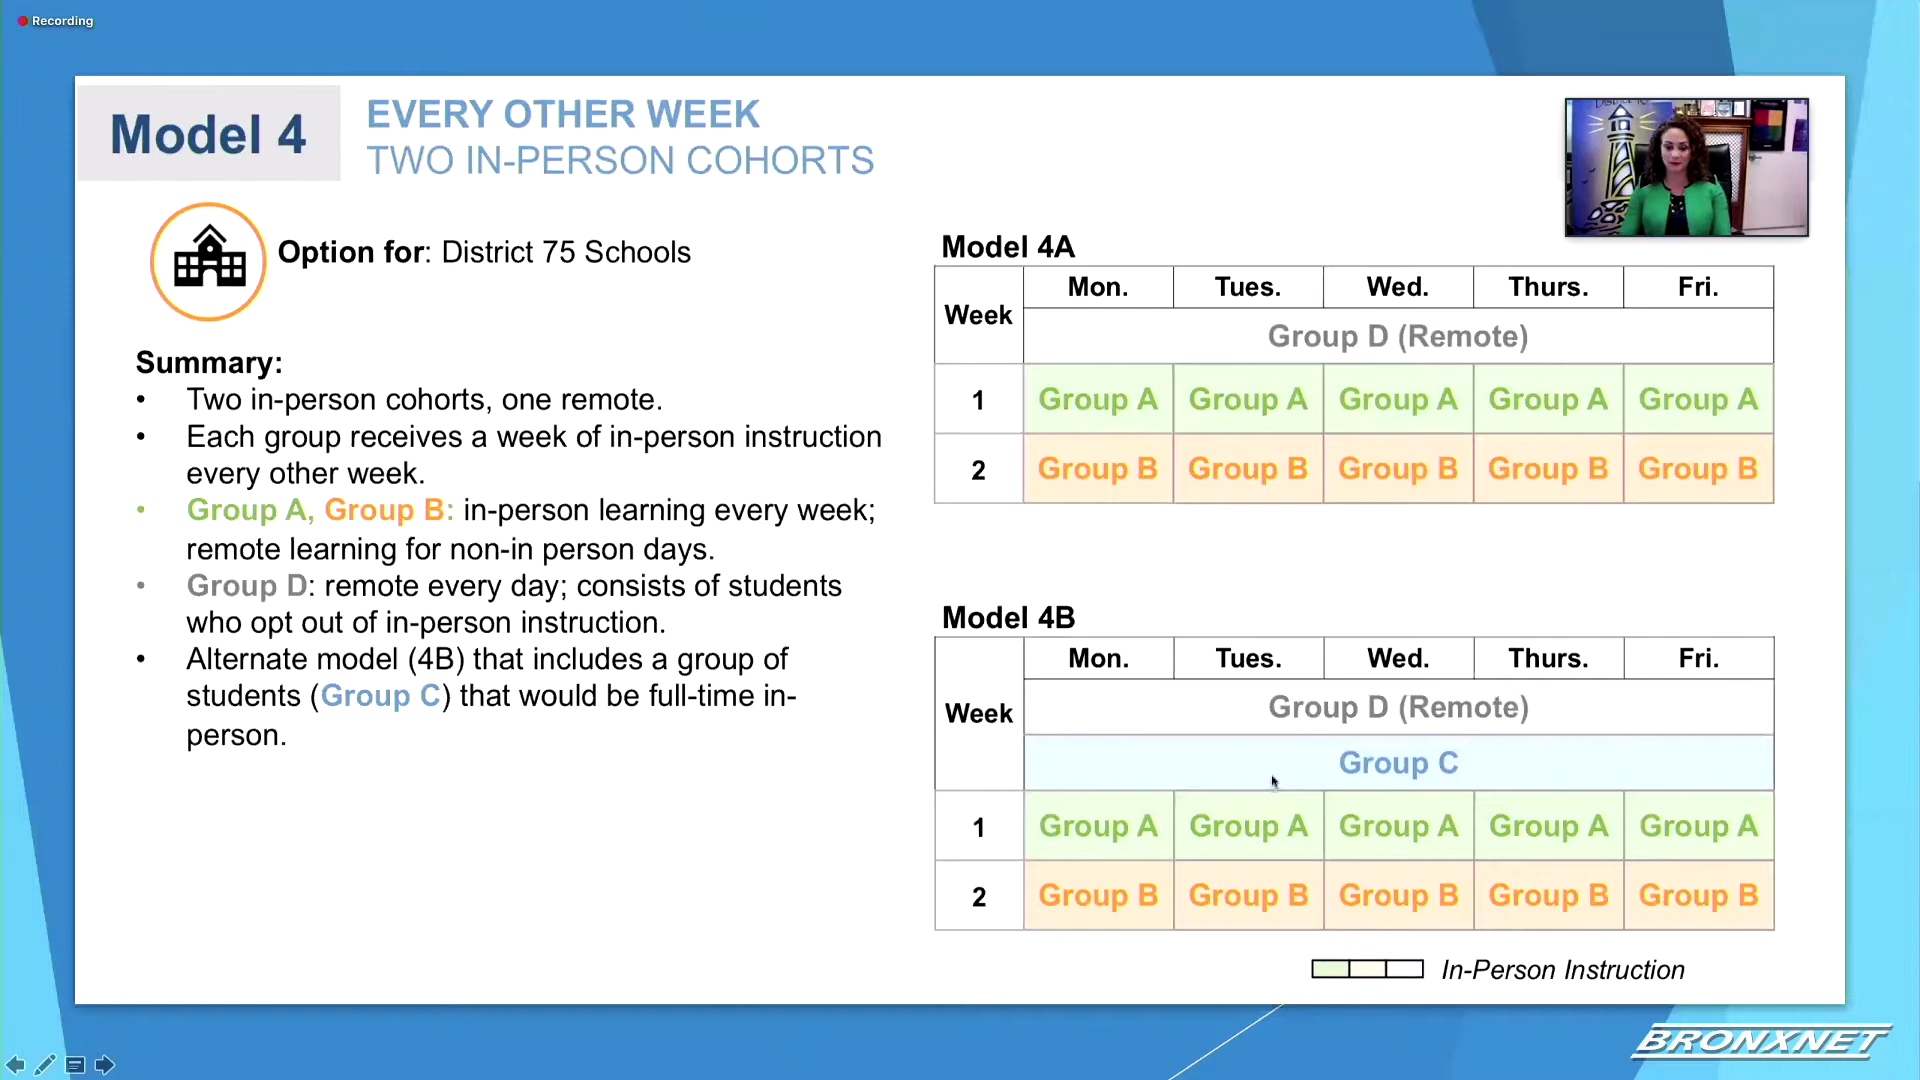 Recording
Model 4
EVERY OTHER WEEK
TWO IN-PERSON COHORTS
Option for: District 75 Schools
Summary:
• Two in-person cohorts, one remote.
• Each group receives a week of in-person instruction
every other week.
• Group A, Group B: in-person learning every week;
remote learning for non-in person days.
• Group D: remote every day; consists of students
who opt out of in-person instruction.
• Alternate model (4B) that includes a group of
students (Group C) that would be full-time in-
person.
Model 4A
Week Mon. Tues. Wed. Thurs. Fri.
Group D (Remote)
1 Group A Group A Group A Group A Group A
2 Group B Group B Group B Group B Group B
Model 4B
Week Mon. Tues. Wed. Thurs. Fri.
Group D (Remote)
Group C
1 Group A Group A Group A Group A Group A
2 Group B Group B Group B Group B Group B
In-Person Instruction
BRONXNET